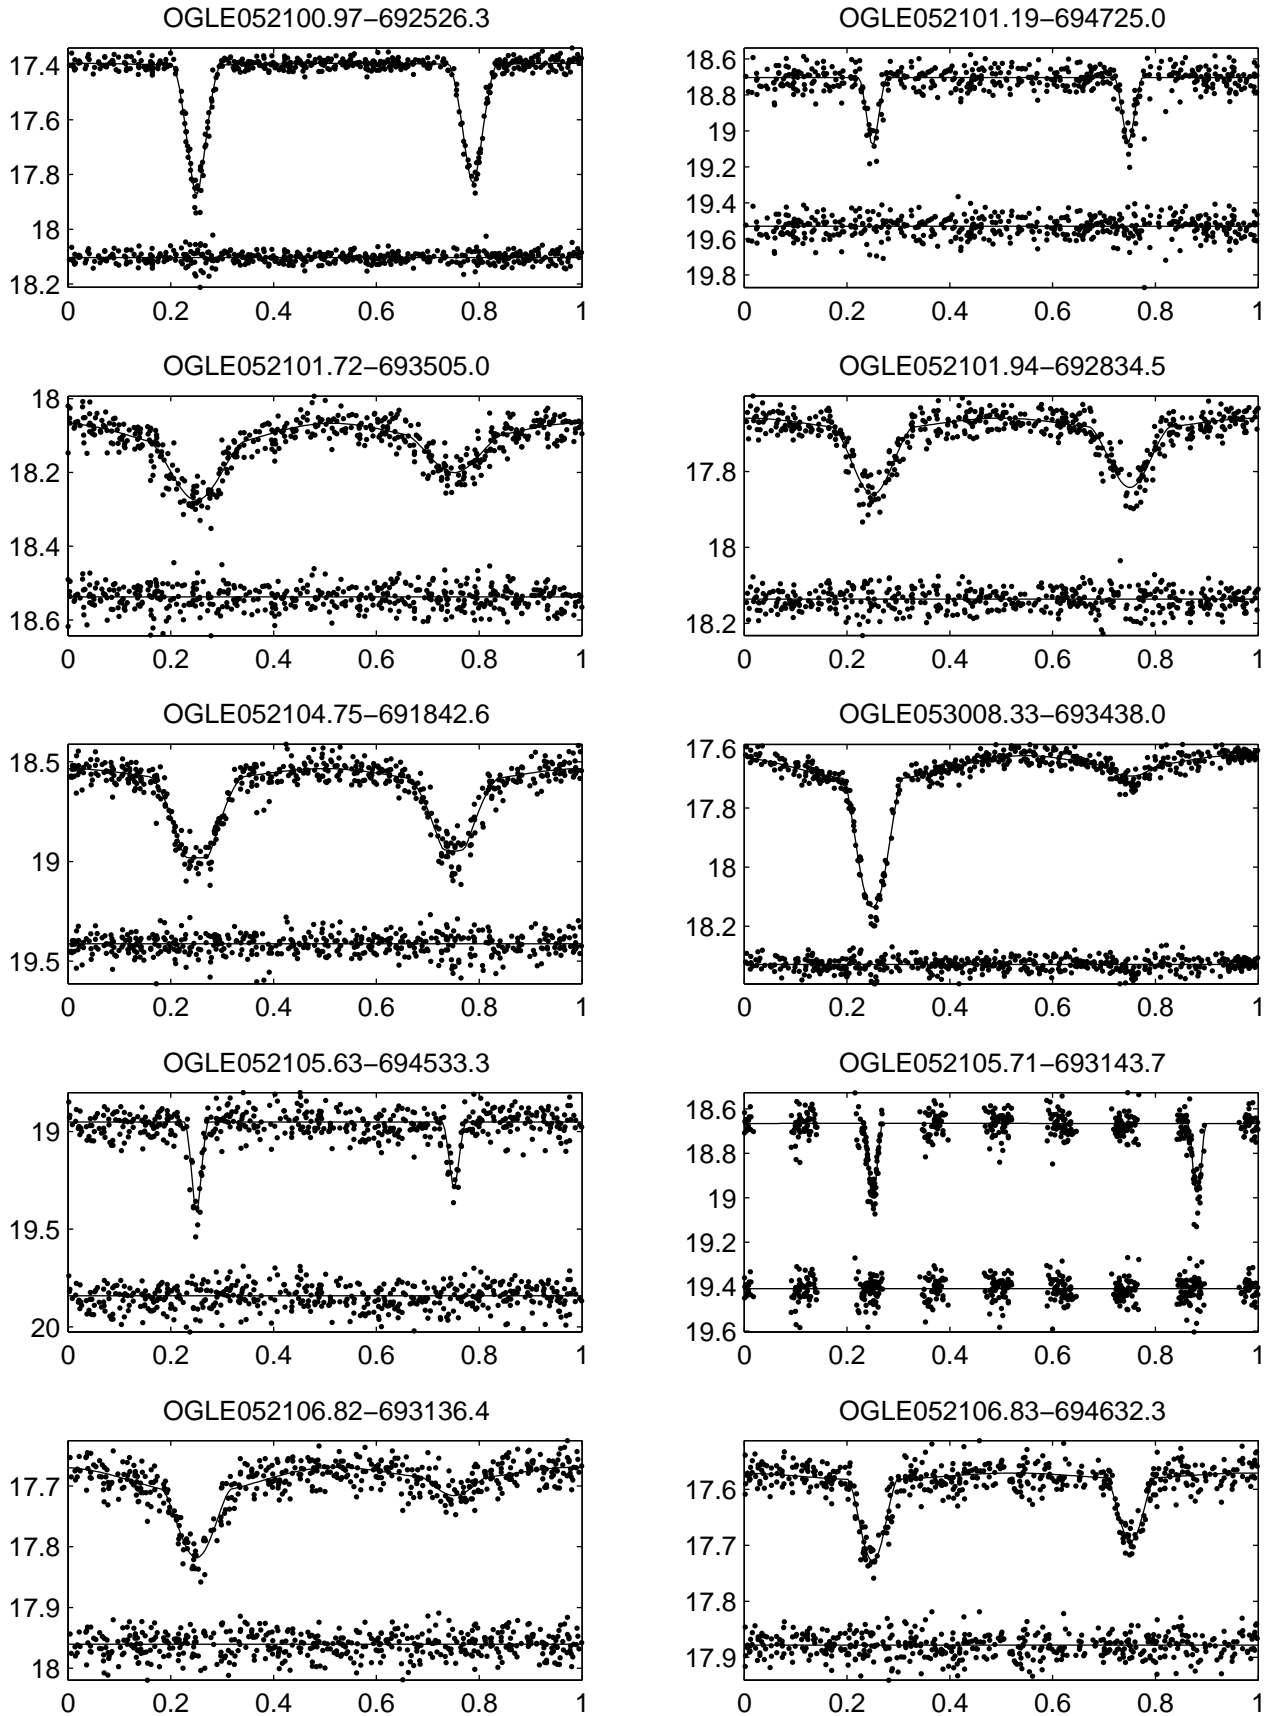 OGLE052100.97−692526.3
17.4
17.6
17.8
18
18.2
0 0.2 0.4 0.6 0.8 1
OGLE052101.19−694725.0
18.6
18.8
19
19.2
19.4
19.6
19.8
0 0.2 0.4 0.6 0.8 1
OGLE052101.72−693505.0
18
18.2
18.4
18.6
0 0.2 0.4 0.6 0.8 1
OGLE052101.94−692834.5
17.8
18
18.2
0 0.2 0.4 0.6 0.8 1
OGLE052104.75−691842.6
18.5
19
19.5
0 0.2 0.4 0.6 0.8 1
OGLE053008.33−693438.0
17.6
17.8
18
18.2
0 0.2 0.4 0.6 0.8 1
OGLE052105.63−694533.3
19
19.5
20
0 0.2 0.4 0.6 0.8 1
OGLE052105.71−693143.7
18.6
18.8
19
19.2
19.4
19.6
0 0.2 0.4 0.6 0.8 1
OGLE052106.82−693136.4
17.7
17.8
17.9
18
0 0.2 0.4 0.6 0.8 1
OGLE052106.83−694632.3
17.6
17.7
17.8
17.9
0 0.2 0.4 0.6 0.8 1